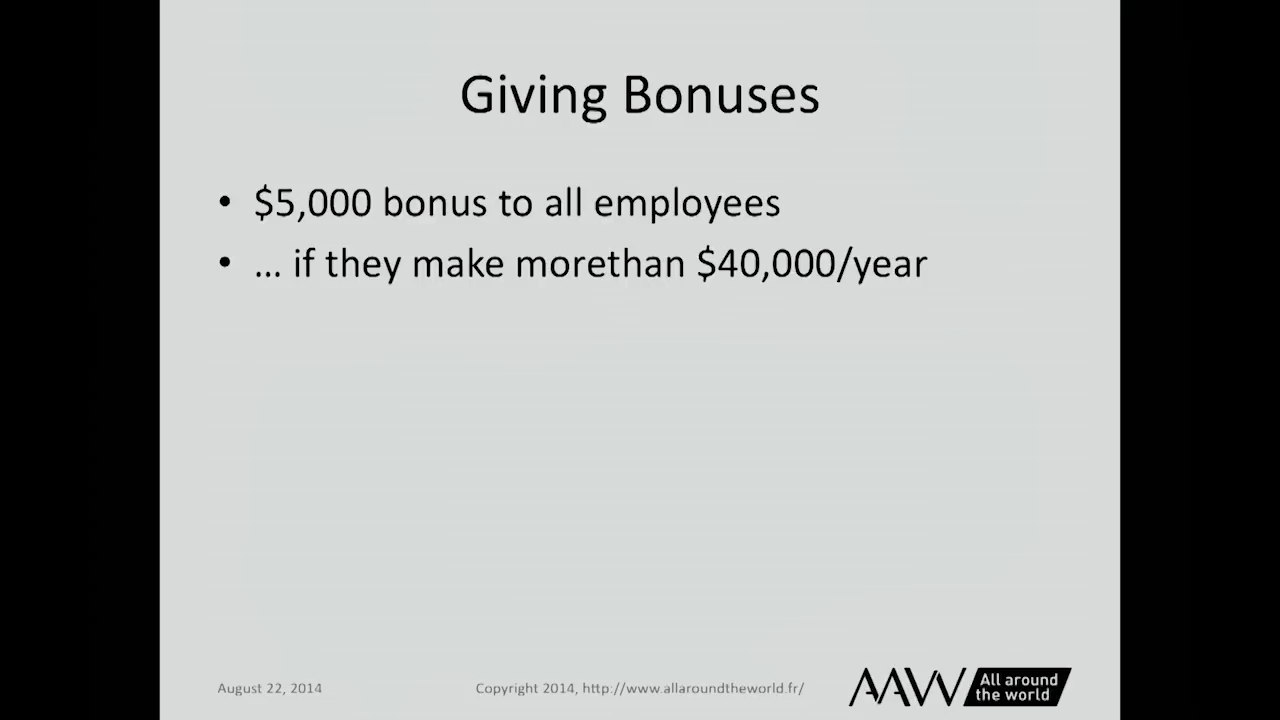 Giving Bonuses
• $5,000 bonus to all employees
• ... if they make morethan $40,000/year
August 22, 2014
Copyright 2014, http://www.allaroundtheworld.fr/
AAW All around
the world